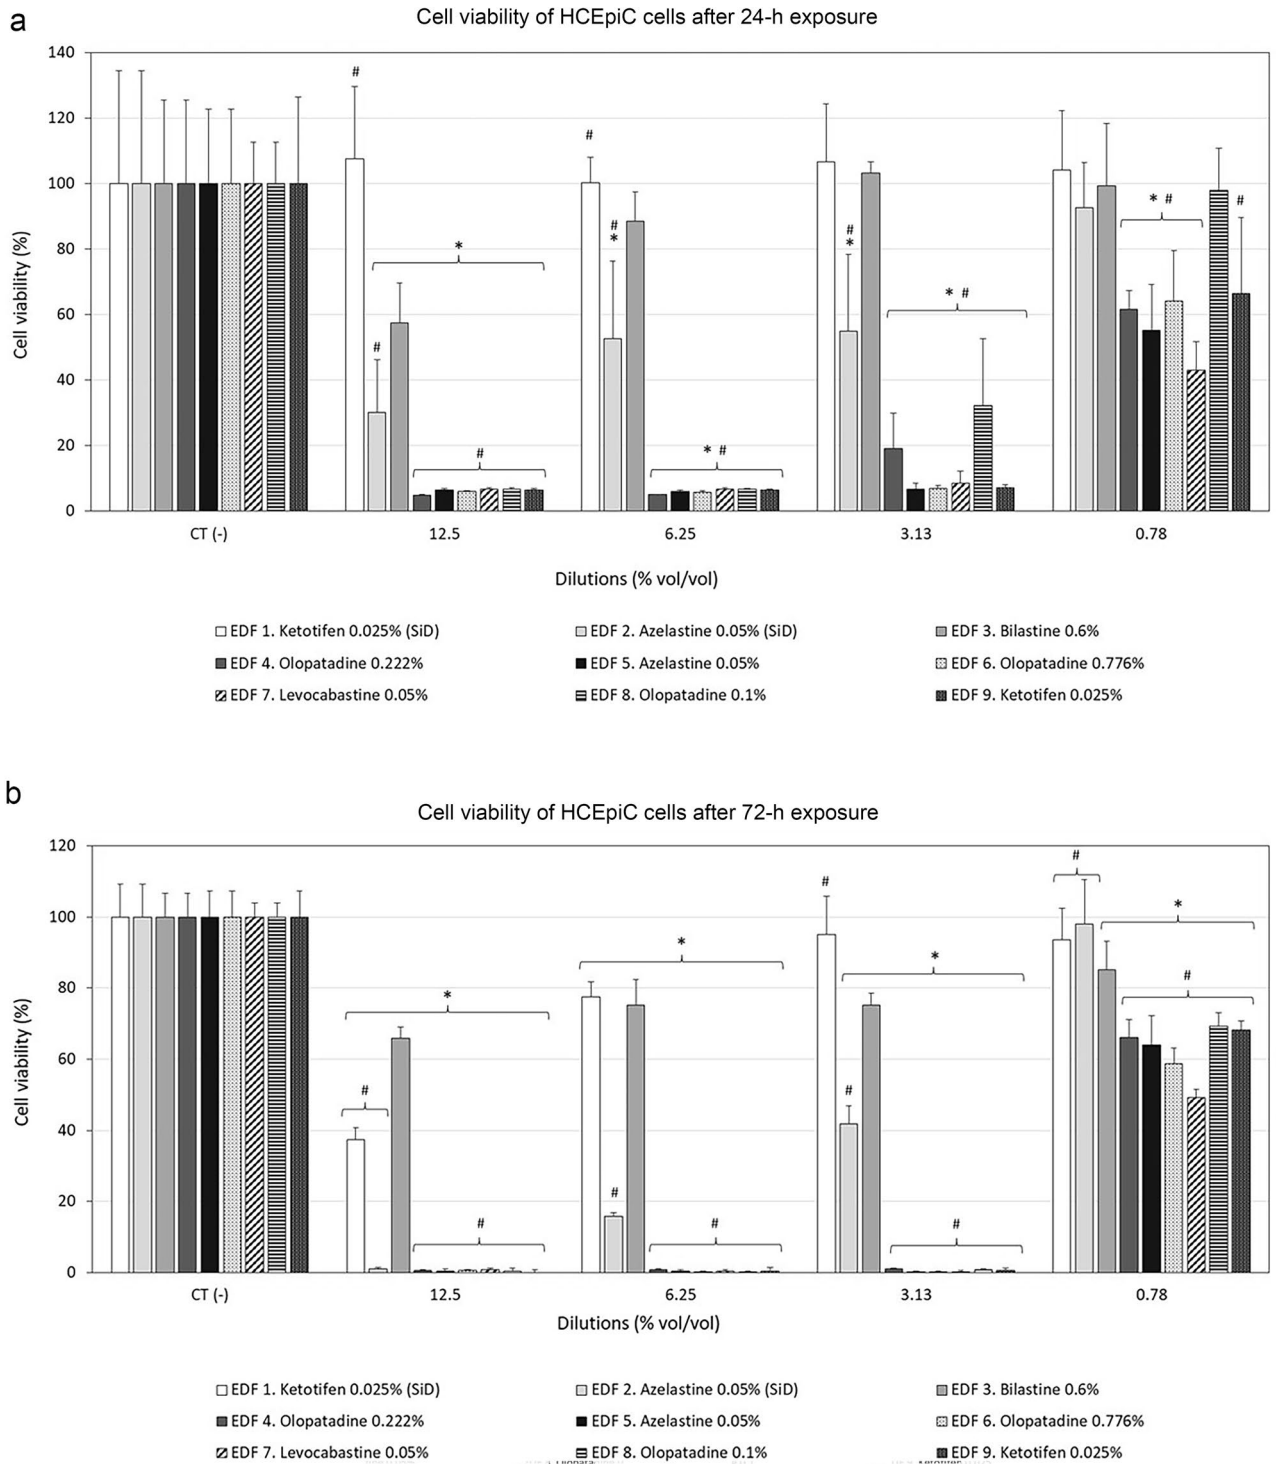 a
Cell viability of HCEpiC cells after 24-h exposure
140
120
100
80
60
40
20
0
Cell viability (%)
#
#
*
#
#
#
*
* #
#
*
* #
* #
#
CT (-) 12.5 6.25 3.13 0.78
Dilutions (% vol/vol)
EDF 1. Ketotifen 0.025% (SiD) EDF 2. Azelastine 0.05% (SiD) EDF 3. Bilastine 0.6%
EDF 4. Olopatadine 0.222% EDF 5. Azelastine 0.05% EDF 6. Olopatadine 0.776%
EDF 7. Levocabastine 0.05% EDF 8. Olopatadine 0.1% EDF 9. Ketotifen 0.025%
b
Cell viability of HCEpiC cells after 72-h exposure
120
100
80
60
40
20
0
Cell viability (%)
*
#
#
*
#
#
#
*
#
#
#
*
#
CT (-) 12.5 6.25 3.13 0.78
Dilutions (% vol/vol)
EDF 1. Ketotifen 0.025% (SiD) EDF 2. Azelastine 0.05% (SiD) EDF 3. Bilastine 0.6%
EDF 4. Olopatadine 0.222% EDF 5. Azelastine 0.05% EDF 6. Olopatadine 0.776%
EDF 7. Levocabastine 0.05% EDF 8. Olopatadine 0.1% EDF 9. Ketotifen 0.025%